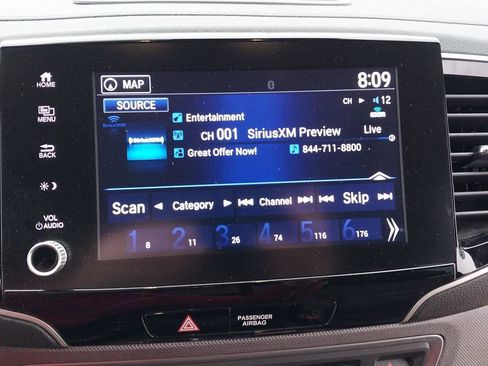 MAP
8:09
HOME
SOURCE
CH
12
SiriusXM
Entertainment
MENU
CH 001 SiriusXM Preview
Live
Great Offer Now!
844-711-8800
BACK
Scan
Category
Channel
Skip
VOL
AUDIO
1 8
2 11
3 26
4 74
5 116
6 176
PASSENGER
AIRBAG